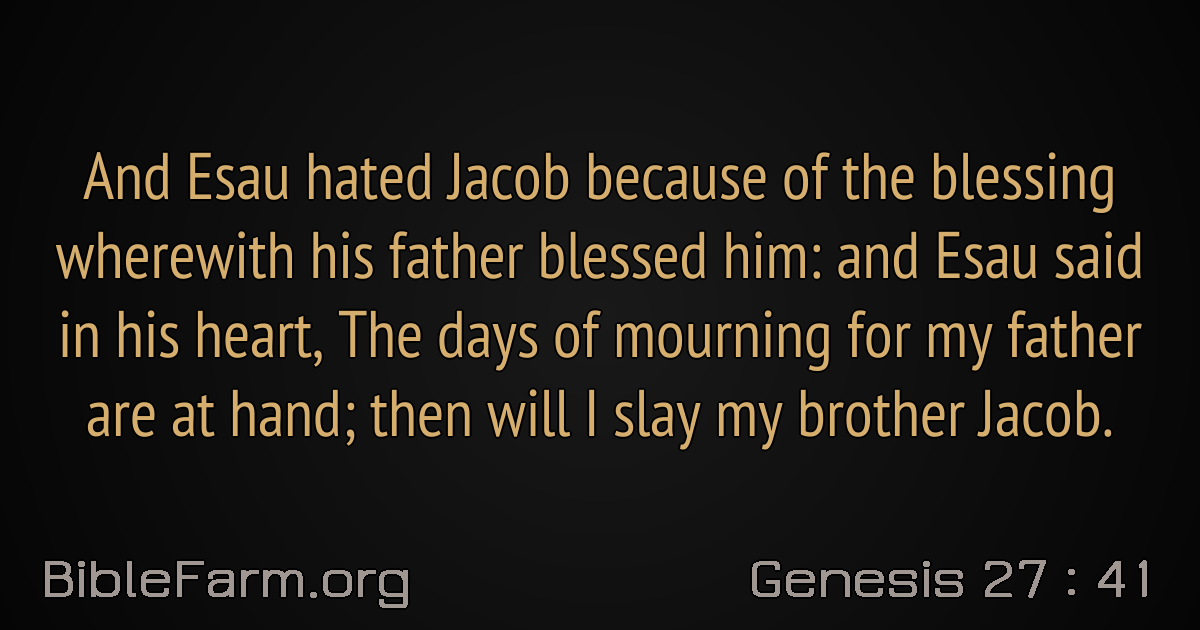 And Esau hated Jacob because of the blessing
wherewith his father blessed him: and Esau said
in his heart, The days of mourning for my father
are at hand; then will I slay my brother Jacob.
BibleFarm.org
Genesis 27 : 41